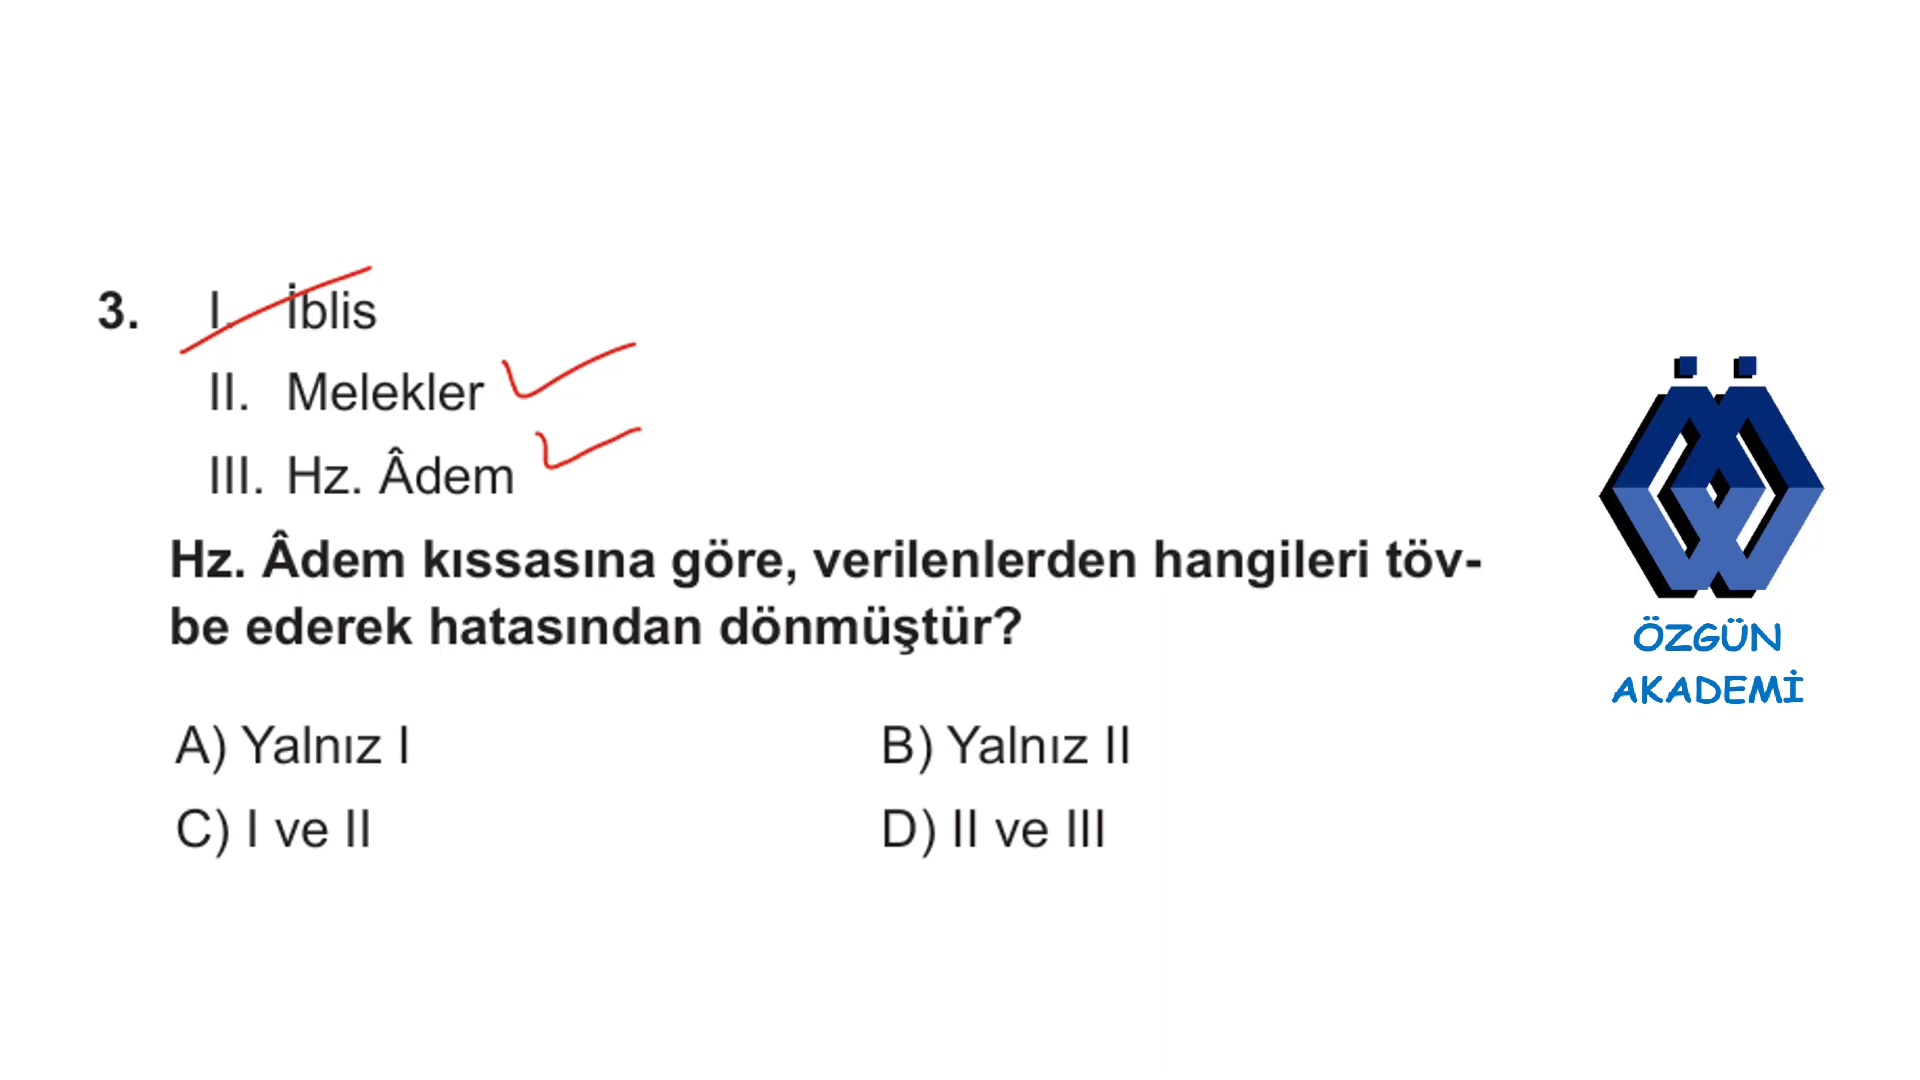 3. I. İblis
II. Melekler
III. Hz. Âdem
Hz. Âdem kıssasına göre, verilenlerden hangileri töv-
be ederek hatasından dönmüştür?
A) Yalnız I B) Yalnız II
C) I ve II D) II ve III
ÖZGÜN
AKADEMİ